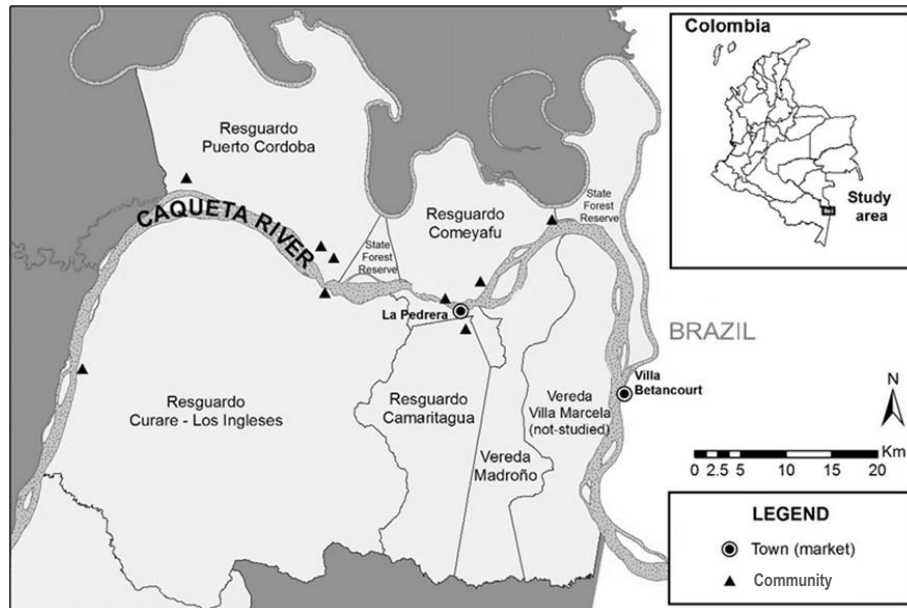 Colombia
Study
area
Resguardo
Puerto Cordoba
CAQUETA RIVER
State
Forest
Reserve
Resguardo
Comeyafu
State
Forest
Reserve
La Pedrera
BRAZIL
Villa
Betancourt
Resguardo
Curare - Los Ingleses
Resguardo
Camaritagua
Vereda
Madroño
Vereda
Villa Marcela
(not-studied)
N
Km
0 2.5 5 10 15 20
LEGEND
Town (market)
Community